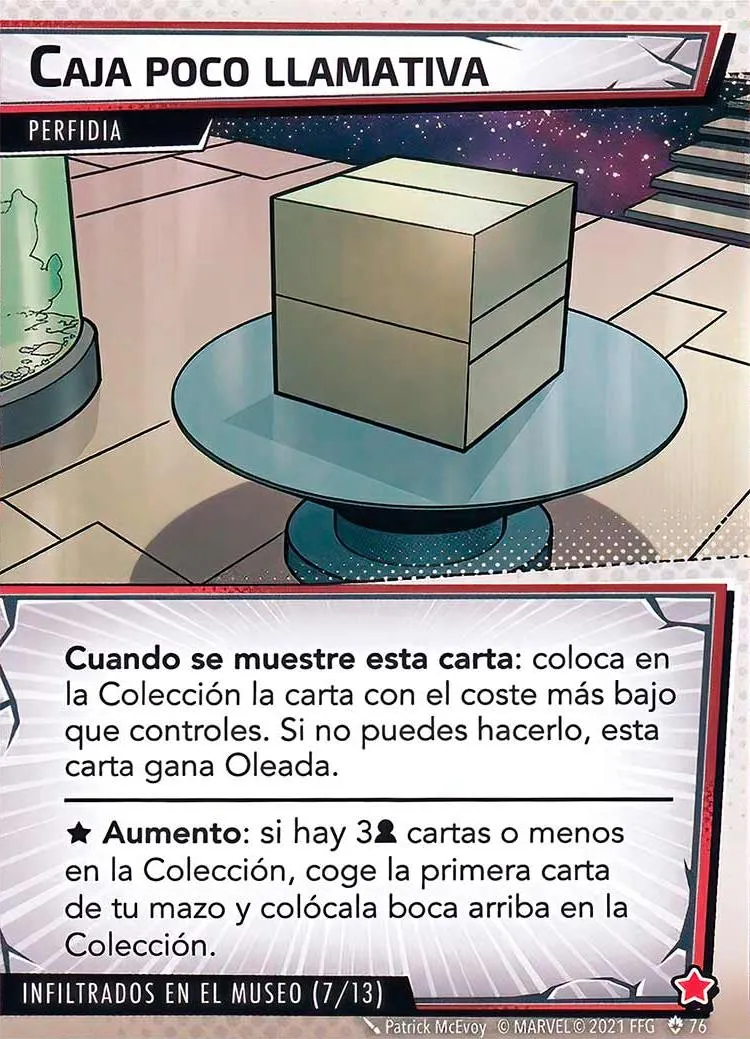 CAJA POCO LLAMATIVA
PERFIDIA
Cuando se muestre esta carta: coloca en
la Colección la carta con el coste más bajo
que controles. Si no puedes hacerlo, esta
carta gana Oleada.
★ Aumento: si hay 3👤 cartas o menos
en la Colección, coge la primera carta
de tu mazo y colócala boca arriba en la
Colección.
INFILTRADOS EN EL MUSEO (7/13)
Patrick McEvoy © MARVEL © 2021 FFG 76